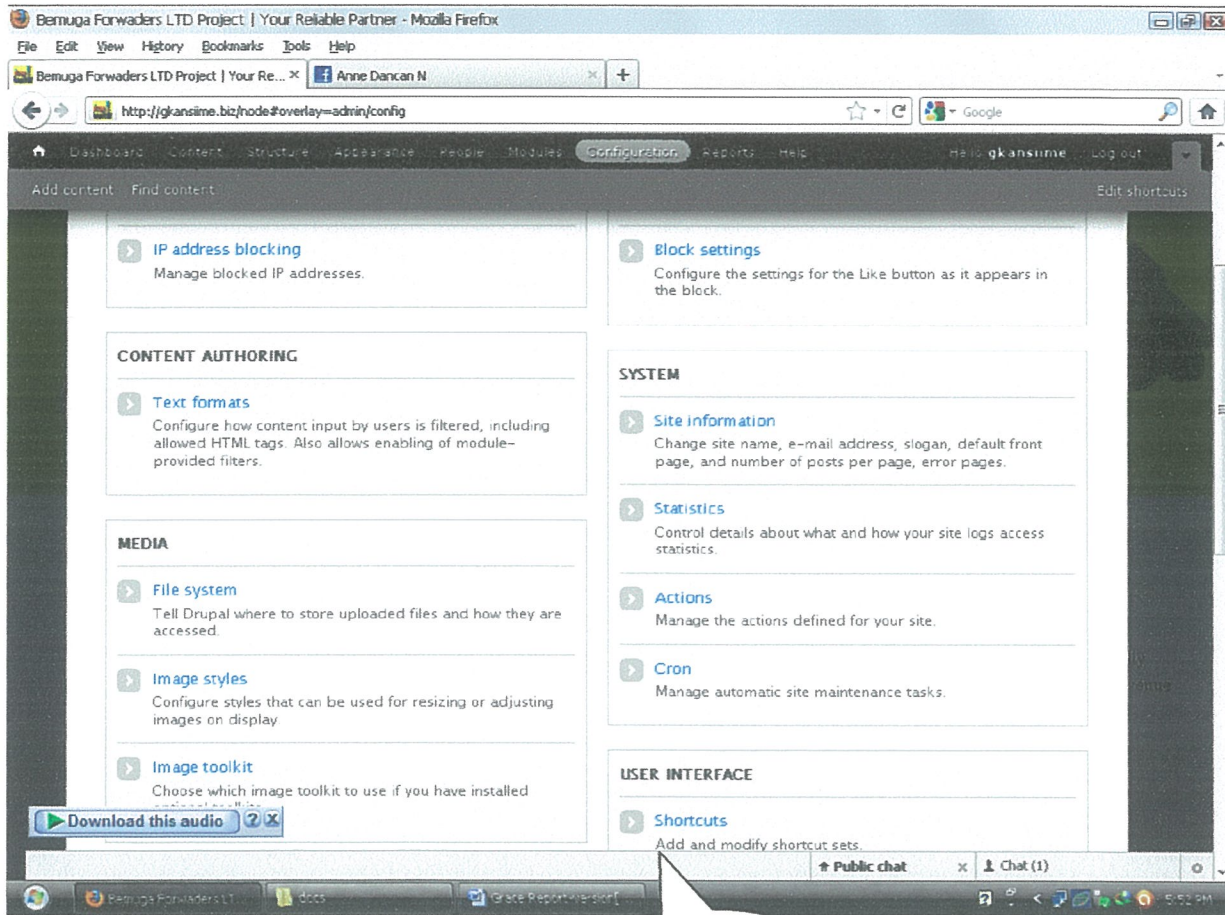 Bemuga Forwaders LTD Project | Your Reliable Partner - Mozilla Firefox
File Edit View History Bookmarks Tools Help
Bemuga Forwaders LTD Project | Your Re... × Anne Dancan N × +
http://gkansiime.biz/node#overlay=admin/config Google
Dashboard Content Structure Appearance People Modules Configuration Reports Help Hello gkansiime Log out
Add content Find content Edit shortcuts
IP address blocking
Manage blocked IP addresses.
CONTENT AUTHORING
Text formats
Configure how content input by users is filtered, including
allowed HTML tags. Also allows enabling of module-
provided filters.
MEDIA
File system
Tell Drupal where to store uploaded files and how they are
accessed.
Image styles
Configure styles that can be used for resizing or adjusting
images on display
Image toolkit
Choose which image toolkit to use if you have installed
Block settings
Configure the settings for the Like button as it appears in
the block.
SYSTEM
Site information
Change site name, e-mail address, slogan, default front
page, and number of posts per page, error pages.
Statistics
Control details about what and how your site logs access
statistics.
Actions
Manage the actions defined for your site.
Cron
Manage automatic site maintenance tasks.
USER INTERFACE
Shortcuts
Add and modify shortcut sets.
Download this audio ? X
Public chat × Chat (1)
Bemuga Forwaders LT... docs Grace Report-version[... 5:52 PM